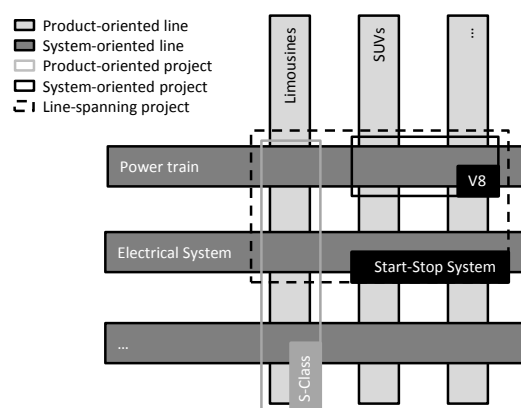 Product-oriented line
System-oriented line
Product-oriented project
System-oriented project
Line-spanning project
Limousines
SUVs
...
Power train
V8
Electrical System
Start-Stop System
...
S-Class